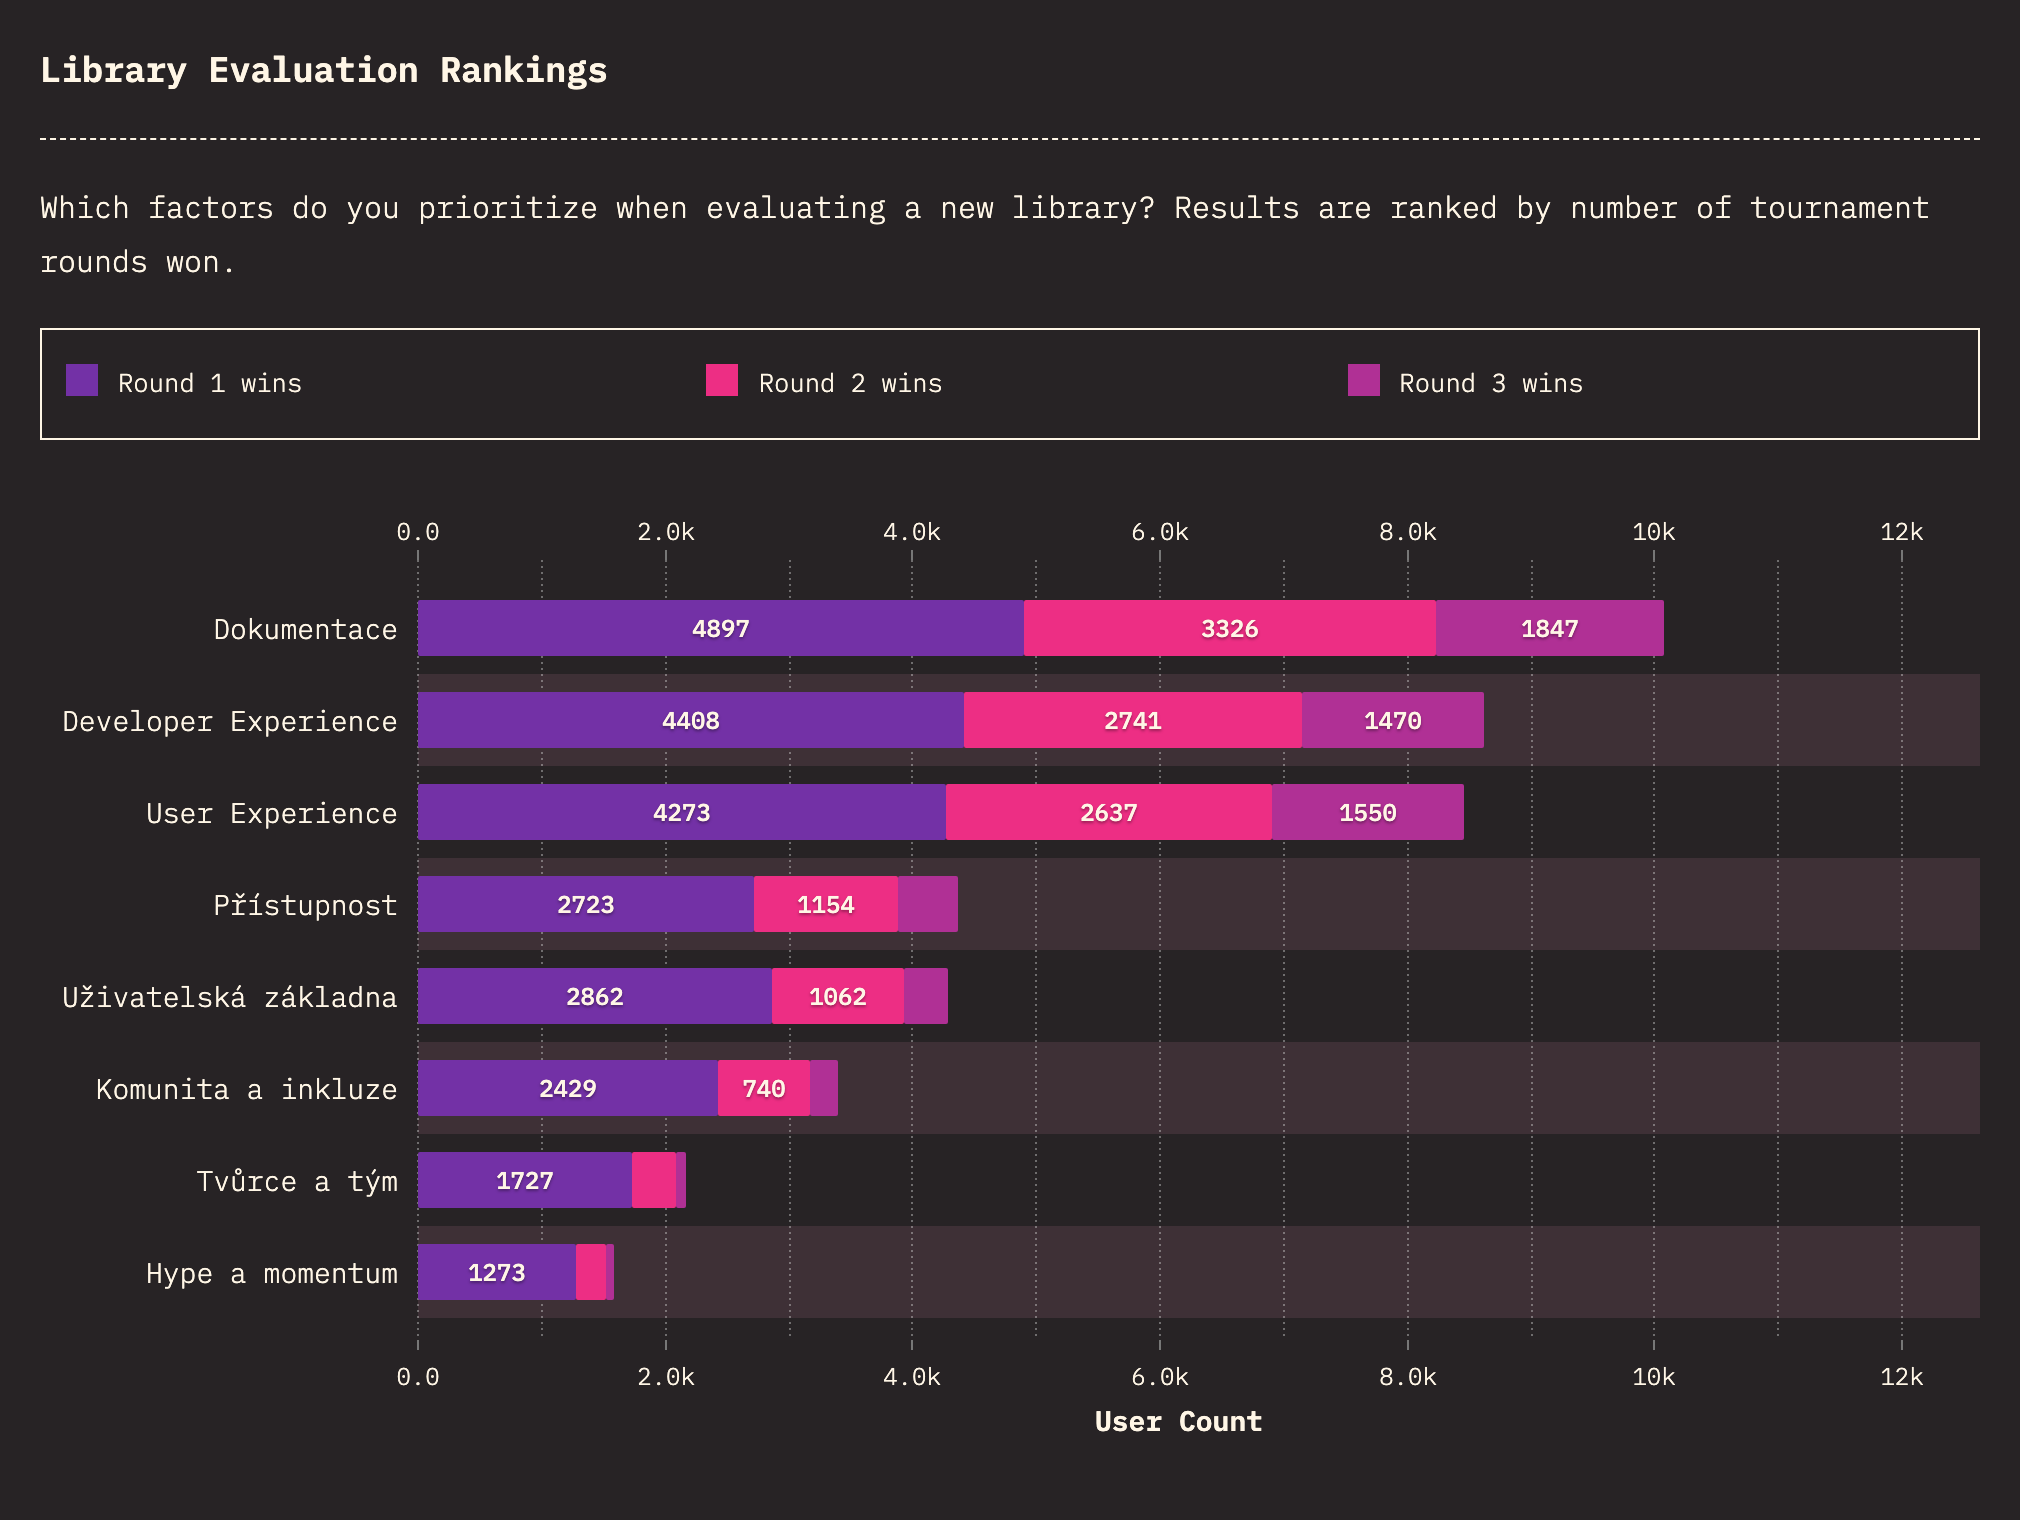 Library Evaluation Rankings
Which factors do you prioritize when evaluating a new library? Results are ranked by number of tournament
rounds won.
Round 1 wins Round 2 wins Round 3 wins
0.0 2.0k 4.0k 6.0k 8.0k 10k 12k
Dokumentace 4897 3326 1847
Developer Experience 4408 2741 1470
User Experience 4273 2637 1550
Přístupnost 2723 1154
Uživatelská základna 2862 1062
Komunita a inkluze 2429 740
Tvůrce a tým 1727
Hype a momentum 1273
0.0 2.0k 4.0k 6.0k 8.0k 10k 12k
User Count